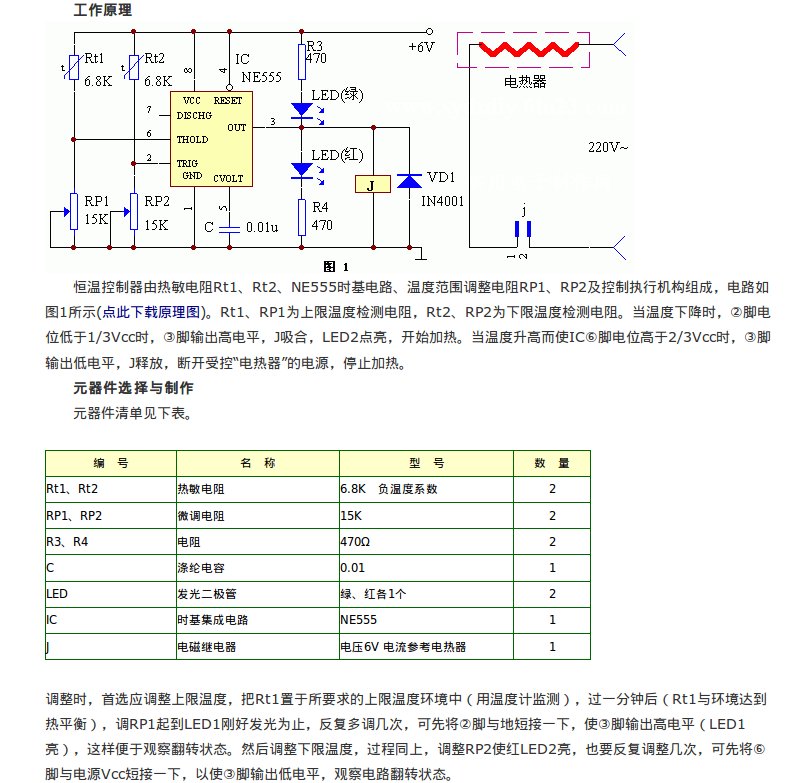 工作原理
Rt1
6.8K
t
Rt2
6.8K
t
8
4
IC
NE555
R3
470
+6V
电热器
220V~
VCC RESET
DISCHG
THOLD
TRIG
GND
CVOLT
OUT
7
6
2
3
1
5
LED(绿)
LED(红)
J
VD1
IN4001
RP1
15K
RP2
15K
C
0.01u
R4
470
j
1
2
图 1
恒温控制器由热敏电阻Rt1、Rt2、NE555时基电路、温度范围调整电阻RP1、RP2及控制执行机构组成，电路如
图1所示(点此下载原理图)。Rt1、RP1为上限温度检测电阻，Rt2、RP2为下限温度检测电阻。当温度下降时，②脚电
位低于1/3Vcc时，③脚输出高电平，J吸合，LED2点亮，开始加热。当温度升高而使IC⑥脚电位高于2/3Vcc时，③脚
输出低电平，J释放，断开受控“电热器”的电源，停止加热。
元器件选择与制作
元器件清单见下表。
编 号 名 称 型 号 数 量
Rt1、Rt2 热敏电阻 6.8K 负温度系数 2
RP1、RP2 微调电阻 15K 2
R3、R4 电阻 470Ω 2
C 涤纶电容 0.01 1
LED 发光二极管 绿、红各1个 2
IC 时基集成电路 NE555 1
J 电磁继电器 电压6V 电流参考电热器 1
调整时，首选应调整上限温度，把Rt1置于所要求的上限温度环境中（用温度计监测），过一分钟后（Rt1与环境达到
热平衡），调RP1起到LED1刚好发光为止，反复多调几次，可先将②脚与地短接一下，使③脚输出高电平（LED1
亮），这样便于观察翻转状态。然后调整下限温度，过程同上，调整RP2使红LED2亮，也要反复调整几次，可先将⑥
脚与电源Vcc短接一下，以使③脚输出低电平，观察电路翻转状态。